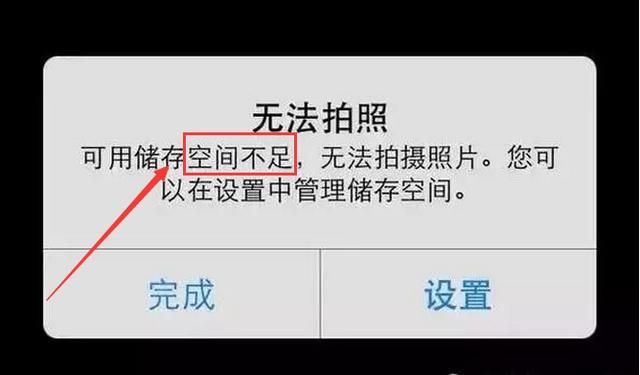 无法拍照
可用储存空间不足，无法拍摄照片。您可
以在设置中管理储存空间。
完成
设置